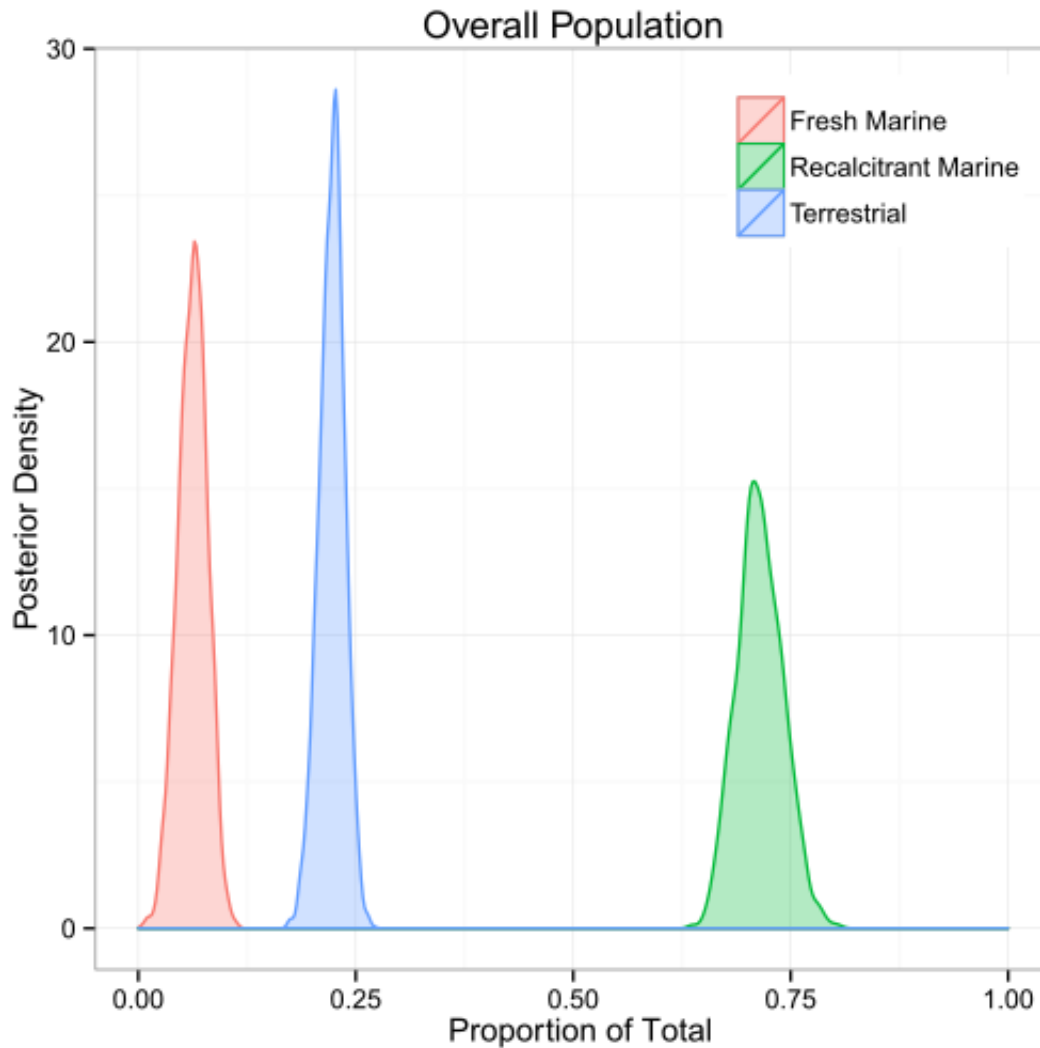 Overall Population
30
20
10
0
Posterior Density
Fresh Marine
Recalcitrant Marine
Terrestrial
0.00 0.25 0.50 0.75 1.00
Proportion of Total